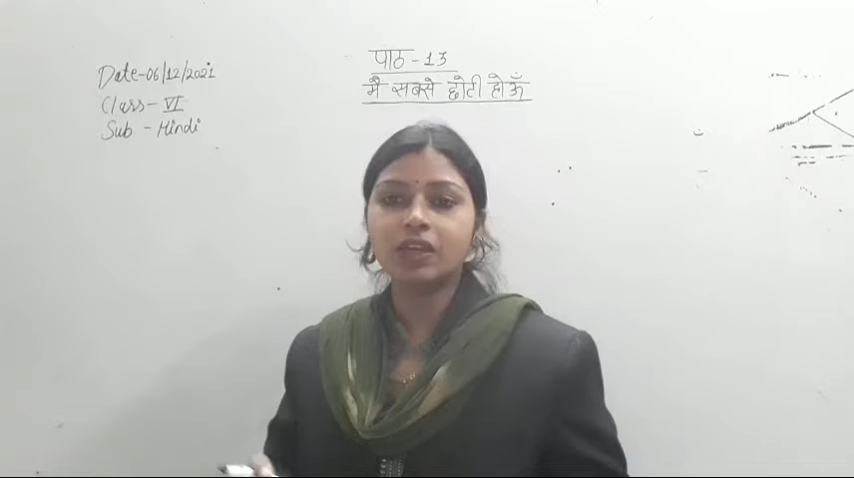 Date-06/12/2021
Class-VI
Sub - Hindi
पाठ-13
मैं सबसे छोटी होऊँ